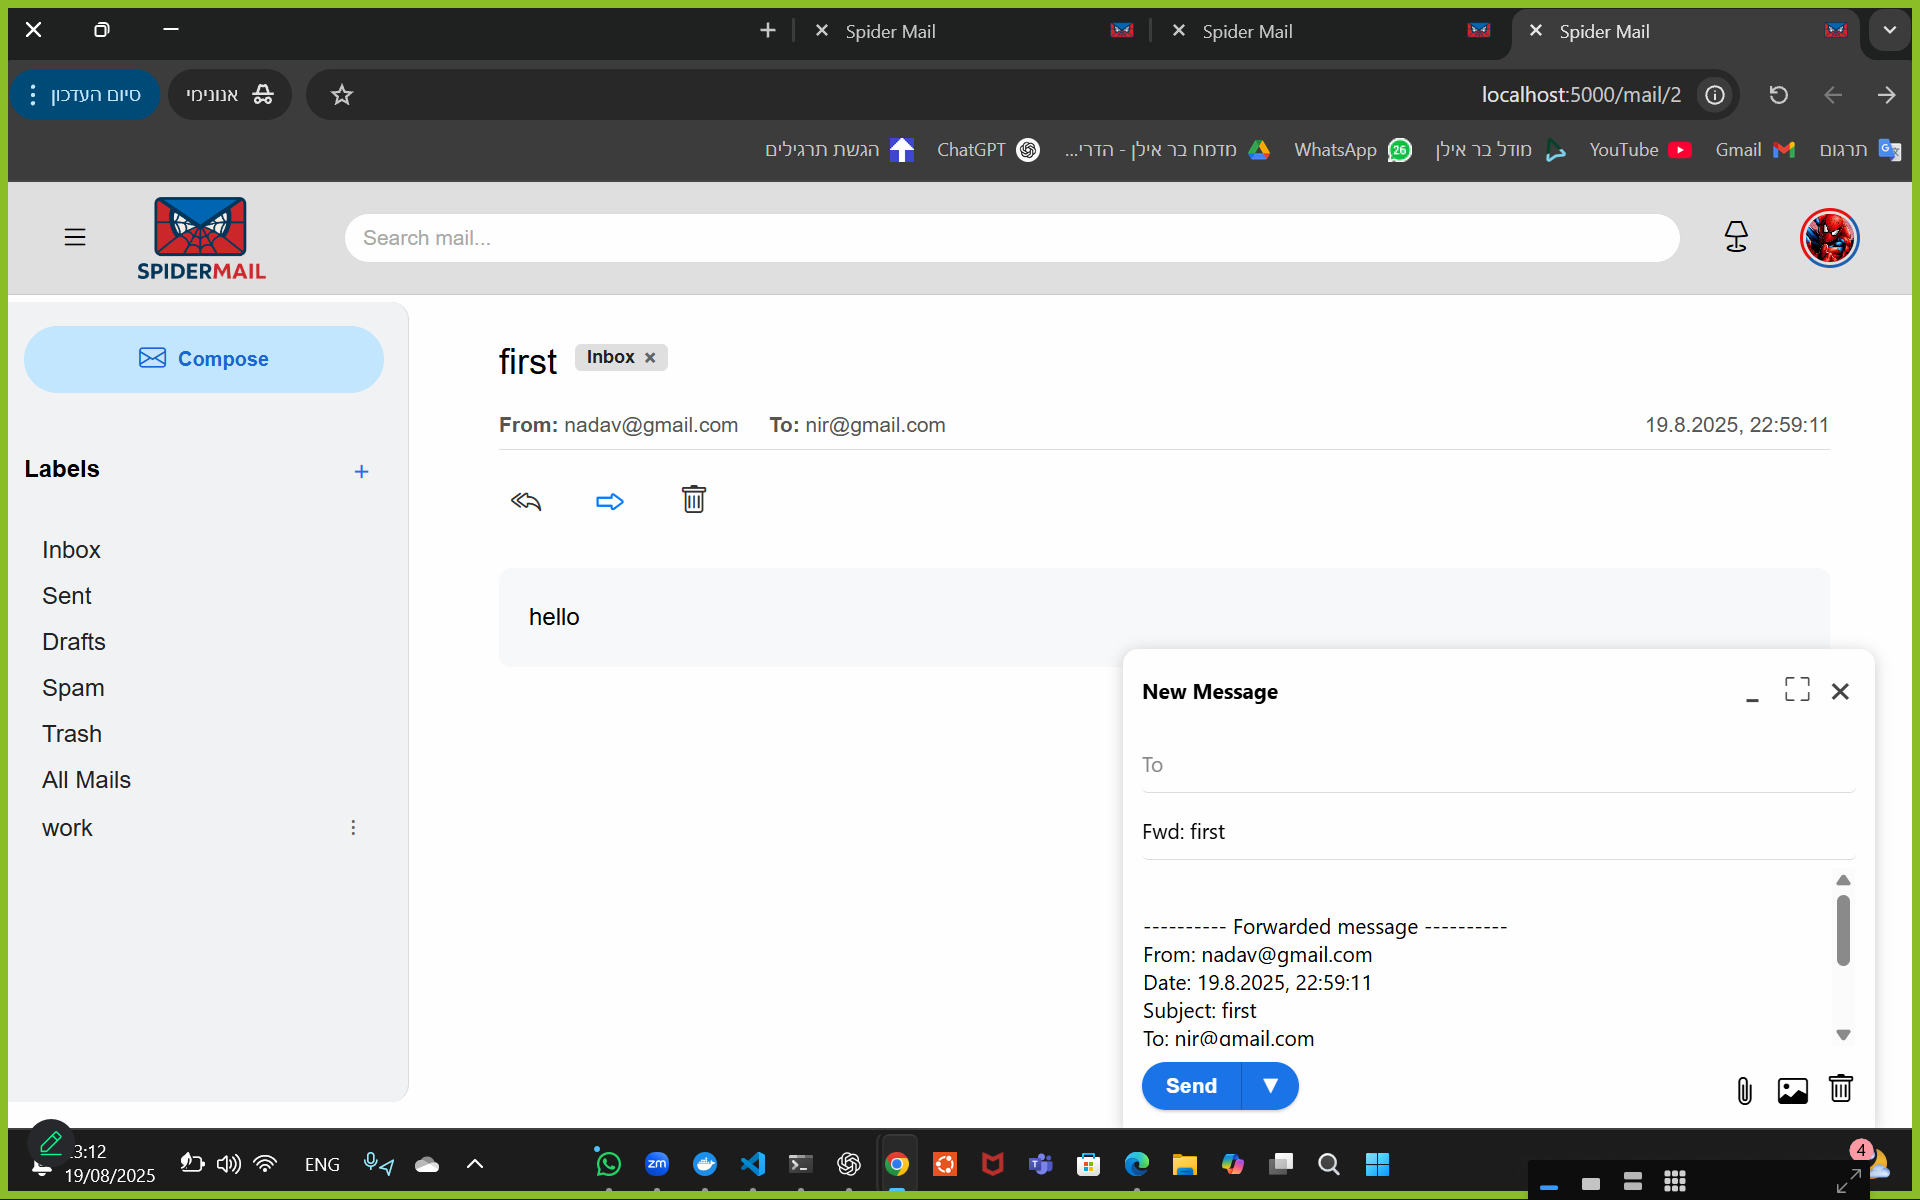 Spider Mail
Spider Mail
Spider Mail
סיום העדכון
אנונימי
localhost:5000/mail/2
הגשת תרגילים
ChatGPT
מדמח בר אילן - הדרי...
WhatsApp
26
מודל בר אילן
YouTube
Gmail
תרגום
SPIDERMAIL
Search mail...
Compose
Labels
+
Inbox
Sent
Drafts
Spam
Trash
All Mails
work
first
Inbox ×
From: nadav@gmail.com To: nir@gmail.com
19.8.2025, 22:59:11
hello
New Message
To
Fwd: first
---------- Forwarded message ----------
From: nadav@gmail.com
Date: 19.8.2025, 22:59:11
Subject: first
To: nir@gmail.com
Send
3:12
19/08/2025
ENG
zm
4